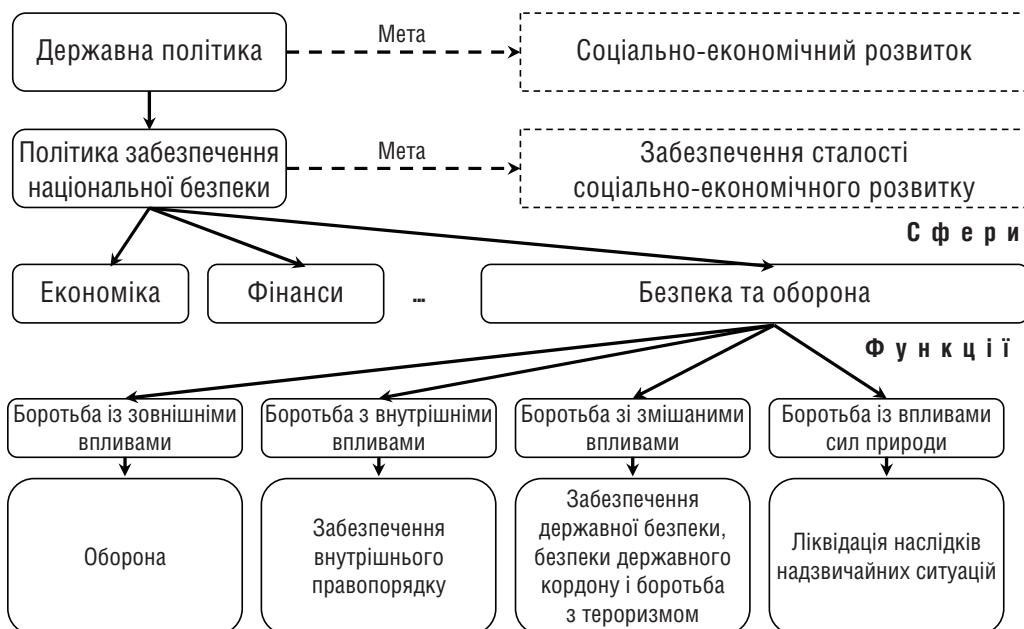 Державна політика
Мета
Соціально-економічний розвиток
Політика забезпечення
національної безпеки
Мета
Забезпечення сталості
соціально-економічного розвитку
Сфери
Економіка
Фінанси
...
Безпека та оборона
Функції
Боротьба із зовнішніми
впливами
Боротьба з внутрішніми
впливами
Боротьба зі змішаними
впливами
Боротьба із впливами
сил природи
Оборона
Забезпечення
внутрішнього
правопорядку
Забезпечення
державної безпеки,
безпеки державного
кордону і боротьба
з тероризмом
Ліквідація наслідків
надзвичайних ситуацій